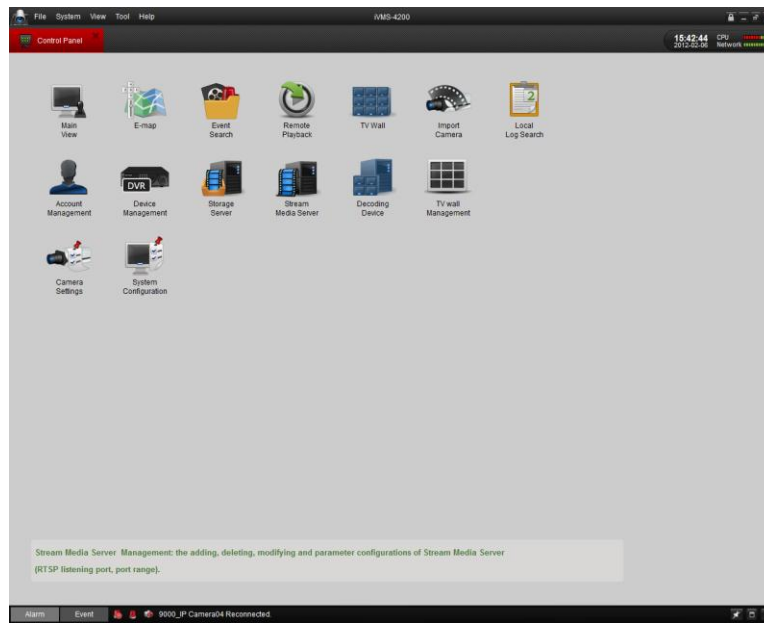 File System View Tool Help iVMS-4200
Control Panel
15:42:44 CPU
2012-02-06 Network
Main View
E-map
Event Search
Remote Playback
TV Wall
Import Camera
2
Local Log Search
Account Management
DVR
Device Management
Storage Server
Stream Media Server
Decoding Device
TV wall Management
Camera Settings
System Configuration
Stream Media Server Management: the adding, deleting, modifying and parameter configurations of Stream Media Server
(RTSP listening port, port range).
Alarm Event 9000_IP Camera04 Reconnected.